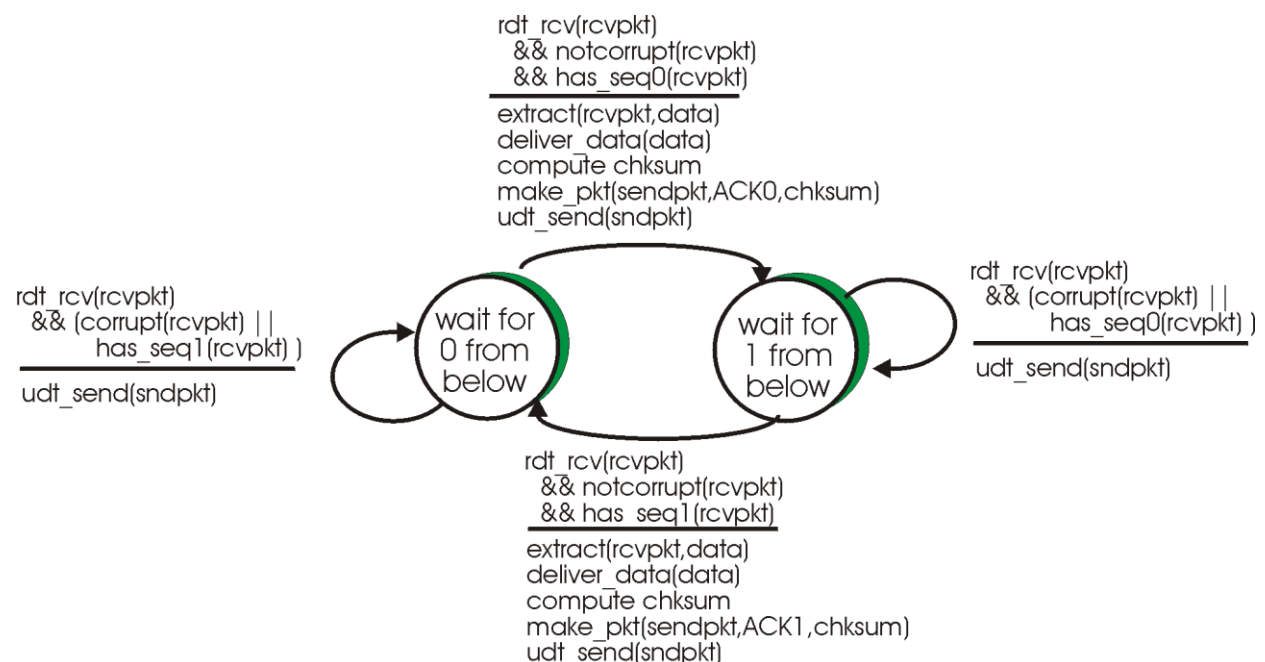 rdt_rcv(rcvpkt)
&& notcorrupt(rcvpkt)
&& has_seq0(rcvpkt)
extract(rcvpkt,data)
deliver_data(data)
compute chksum
make_pkt(sendpkt,ACK0,chksum)
udt_send(sndpkt)
rdt_rcv(rcvpkt)
&& (corrupt(rcvpkt) ||
has_seq1(rcvpkt) )
udt_send(sndpkt)
wait for
0 from
below
wait for
1 from
below
rdt_rcv(rcvpkt)
&& (corrupt(rcvpkt) ||
has_seq0(rcvpkt) )
udt_send(sndpkt)
rdt_rcv(rcvpkt)
&& notcorrupt(rcvpkt)
&& has_seq1(rcvpkt)
extract(rcvpkt,data)
deliver_data(data)
compute chksum
make_pkt(sendpkt,ACK1,chksum)
udt_send(sndpkt)